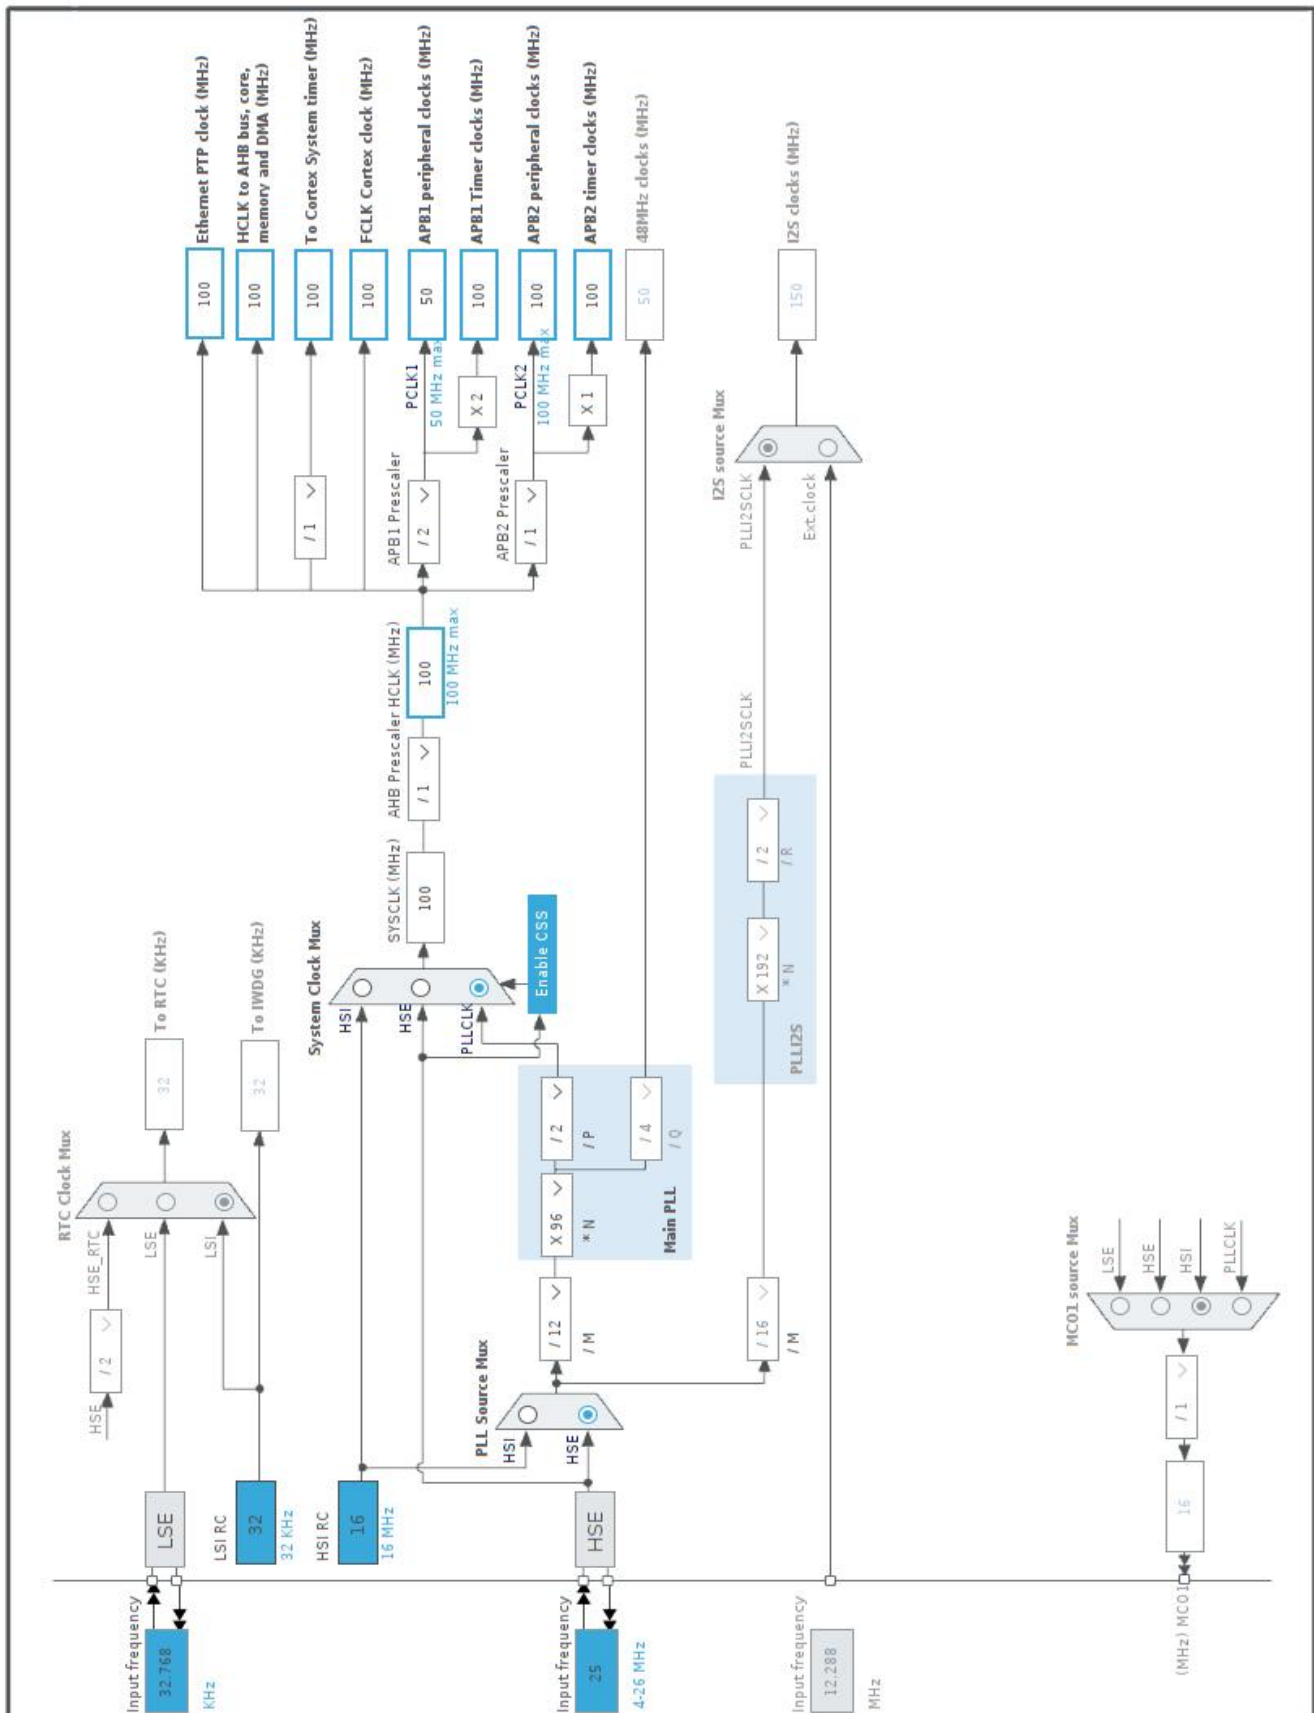 RTC Clock Mux
HSE
/ 2
HSE_RTC
Input frequency
32.768
KHz
LSE
LSE
32
To RTC (KHz)
LSI RC
32
32 KHz
LSI
32
To IWDG (KHz)
HSI RC
16
16 MHz
System Clock Mux
HSI
HSE
PLLCLK
Enable CSS
SYSCLK (MHz)
100
AHB Prescaler
/ 1
HCLK (MHz)
100
100 MHz max
100
Ethernet PTP clock (MHz)
100
HCLK to AHB bus, core,
memory and DMA (MHz)
/ 1
100
To Cortex System timer (MHz)
100
FCLK Cortex clock (MHz)
APB1 Prescaler
/ 2
PCLK1
50 MHz max
50
APB1 peripheral clocks (MHz)
X 2
100
APB1 Timer clocks (MHz)
APB2 Prescaler
/ 1
PCLK2
100 MHz max
100
APB2 peripheral clocks (MHz)
X 1
100
APB2 timer clocks (MHz)
50
48MHz clocks (MHz)
PLL Source Mux
HSI
HSE
Input frequency
25
4-26 MHz
HSE
/ 12
/ M
X 96
* N
/ 2
/ P
/ 4
/ Q
Main PLL
/ 16
/ M
PLLI2S
X 192
* N
/ 2
/ R
PLLI2SCLK
I2S source Mux
PLLI2SCLK
Ext.clock
150
I2S clocks (MHz)
Input frequency
12.288
MHz
MCO1 source Mux
LSE
HSE
HSI
PLLCLK
/ 1
16
(MHz) MCO1